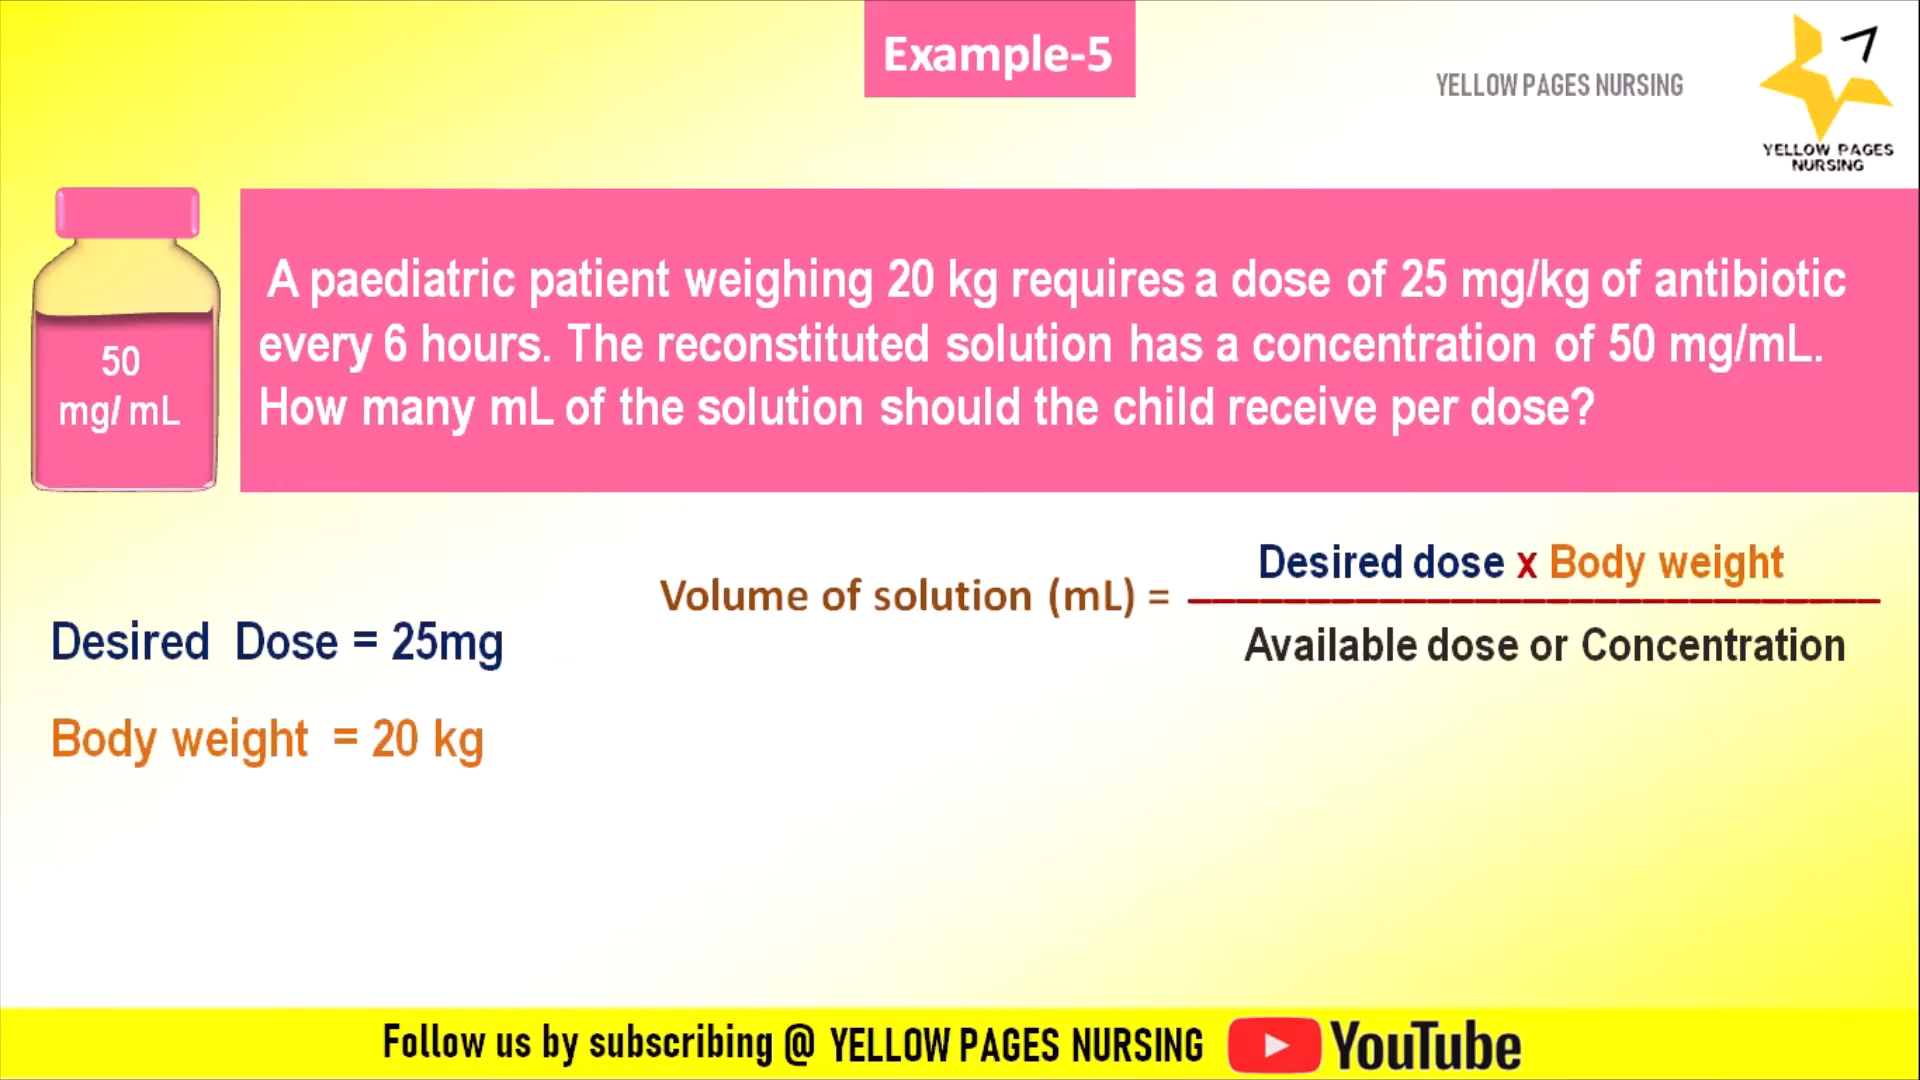 Example-5
YELLOW PAGES NURSING
YELLOW PAGES
NURSING
50
mg/ mL
A paediatric patient weighing 20 kg requires a dose of 25 mg/kg of antibiotic
every 6 hours. The reconstituted solution has a concentration of 50 mg/mL.
How many mL of the solution should the child receive per dose?
Desired dose x Body weight
Volume of solution (mL) =
Available dose or Concentration
Desired Dose = 25mg
Body weight = 20 kg
Follow us by subscribing @ YELLOW PAGES NURSING YouTube